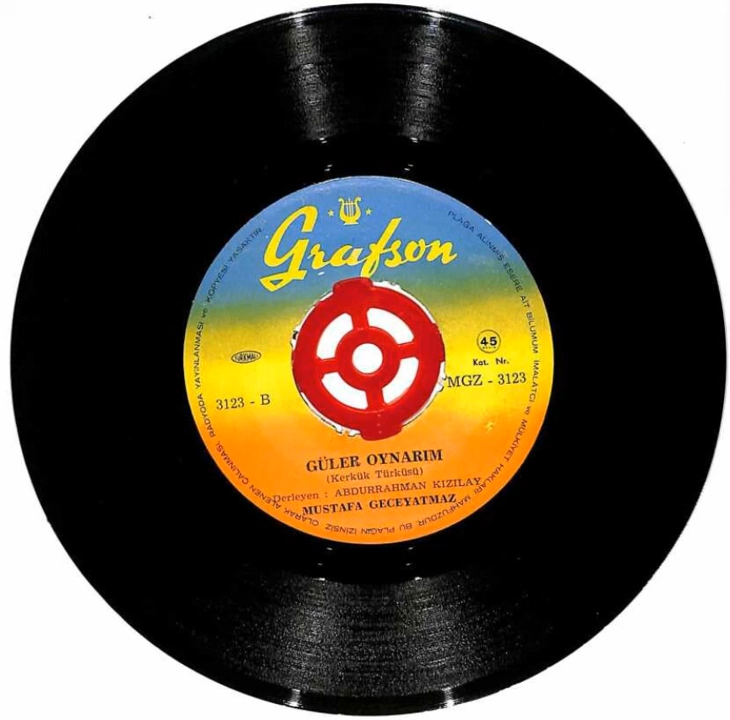 Grafson
TÜRKMALI
45
Kat. Nr.
3123 - B
MGZ - 3123
GÜLER OYNARIM
(Kerkük Türküsü)
Derleyen : ABDURRAHMAN KIZILAY
MUSTAFA GECEYATMAZ
PLAĞA ALINMIŞ ESERE AİT BİLUMUM İMALATÇI ve MÜLKİYET HAKLARI MAHFUZDUR. BU PLAĞIN İZİNSİZ OLARAK ALENEN ÇALINMASI, RADYODA YAYINLANMASI ve KOPYESİ YASAKTIR.